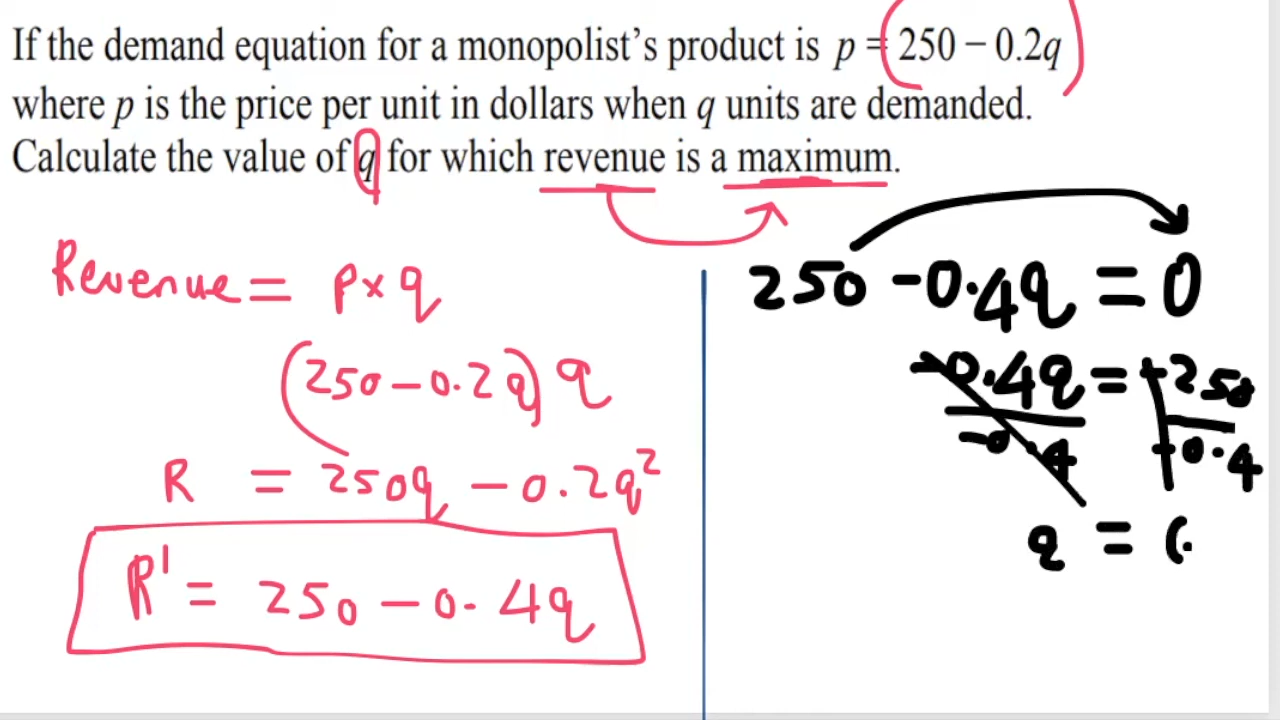 If the demand equation for a monopolist's product is p = 250 − 0.2q
where p is the price per unit in dollars when q units are demanded.
Calculate the value of q for which revenue is a maximum.
Revenue = p × q
(250 − 0.2q) q
R = 250q − 0.2q²
R' = 250 − 0.4q
250 − 0.4q = 0
−0.4q = −250
−0.4 −0.4
q =